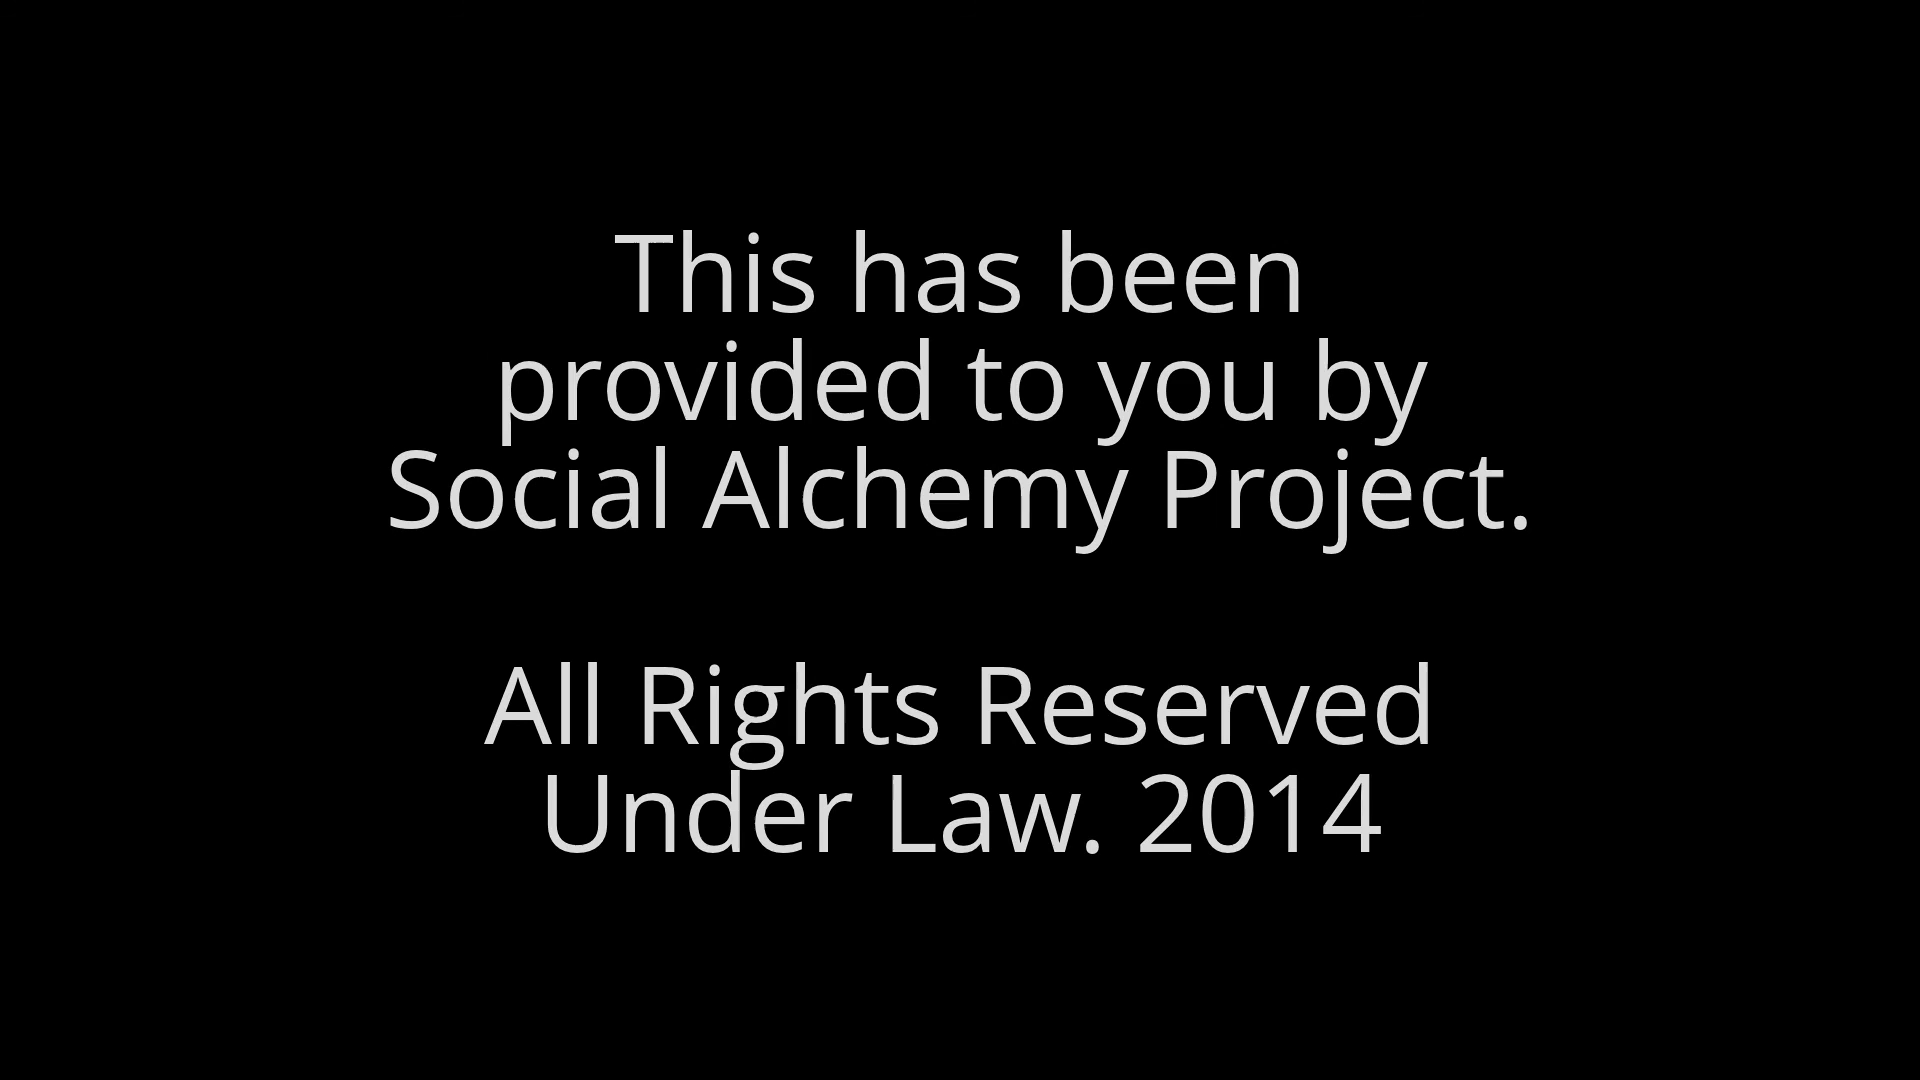 This has been
provided to you by
Social Alchemy Project.
All Rights Reserved
Under Law. 2014